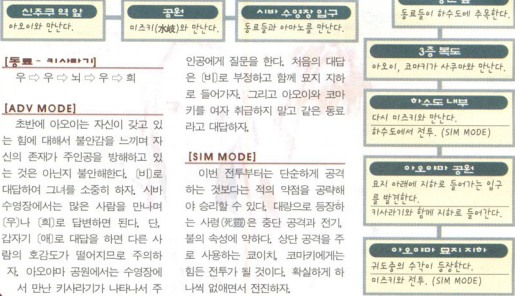 신주쿠 역 앞
아오이와 만난다.
공원
미즈키(水岐)와 만난다.
시바 수영장 입구
동료들과 아마노를 만난다.
동료들이 하수도에 주목한다.
3층 복도
아오이, 코마키가 사쿠마와 만난다.
하수도 내부
다시 미즈키와 만난다.
하수도에서 전투. (SIM MODE)
아오야마 공원
묘지 아래에 지하로 들어가는 입구
를 발견한다.
키사라기와 함께 지하로 들어간다.
아오야마 묘지 지하
귀도중의 수각이 등장한다.
미즈키와 전투. (SIM MODE)
[동료 - 키사라기]
우 ⇨ 우 ⇨ 뇌 ⇨ 우 ⇨ 희
[ADV MODE]
초반에 아오이는 자신이 갖고 있
는 힘에 대해서 불안감을 느끼며 자
신의 존재가 주인공을 방해하고 있
는 것은 아닌지 불안해한다. [비]로
대답하여 그녀를 소중히 하자. 시바
수영장에서는 많은 사람을 만나며
[우]나 [희]로 답변하면 된다. 단,
갑자기 [애]로 대답을 하면 다른 사
람의 호감도가 떨어지므로 주의하
자. 아오야마 공원에서는 수영장에
서 만난 키사라기가 나타나서 주
인공에게 질문을 한다. 처음의 대답
은 [비]로 부정하고 함께 묘지 지하
로 들어가자. 그리고 아오이와 코마
키를 여자 취급하지 말고 같은 동료
라고 대답하자.
[SIM MODE]
이번 전투부터는 단순하게 공격
하는 것보다는 적의 약점을 공략해
야 승리할 수 있다. 대량으로 등장하
는 사령(死靈)은 중단 공격과 전기,
불의 속성에 약하다. 상단 공격을 주
로 사용하는 쿄이치, 코마키에게는
힘든 전투가 될 것이다. 확실하게 하
나씩 없애면서 전진하자.